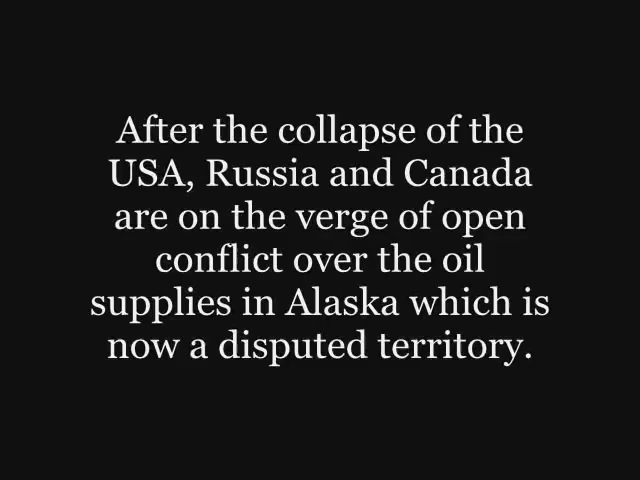 After the collapse of the
USA, Russia and Canada
are on the verge of open
conflict over the oil
supplies in Alaska which is
now a disputed territory.